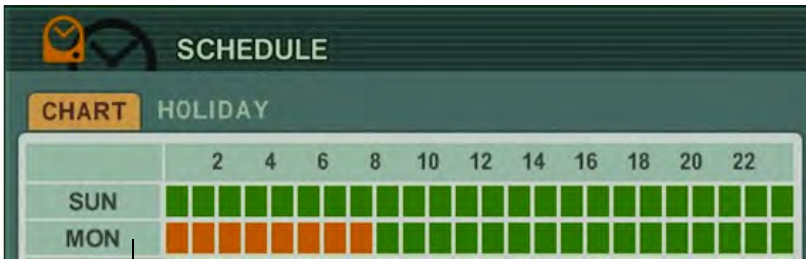 SCHEDULE
CHART HOLIDAY
2 4 6 8 10 12 14 16 18 20 22
SUN
MON